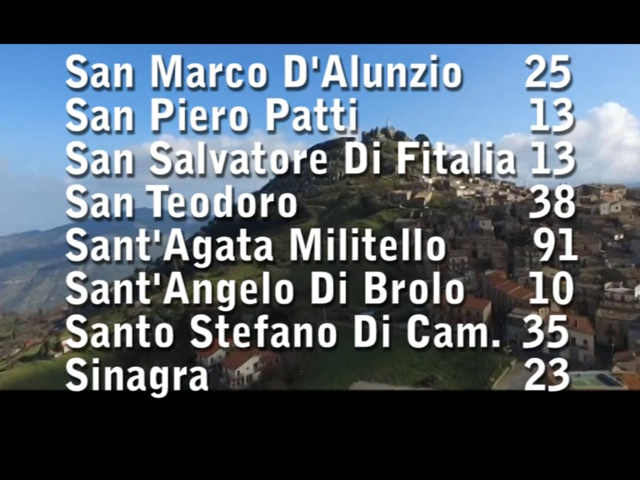 San Marco D'Alunzio 25
San Piero Patti 13
San Salvatore Di Fitalia 13
San Teodoro 38
Sant'Agata Militello 91
Sant'Angelo Di Brolo 10
Santo Stefano Di Cam. 35
Sinagra 23